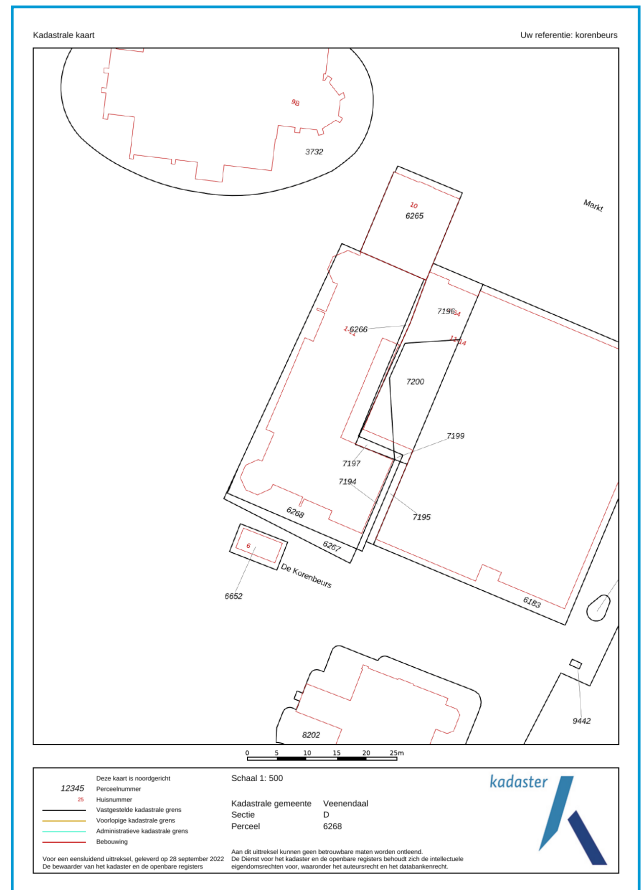 Kadastrale kaart
Uw referentie: korenbeurs
9B
3732
Markt
10
6265
6266
7200
7199
7197
7194
7195
6268
6267
6
De Korenbeurs
6652
6183
9442
8202
0 5 10 15 20 25m
Deze kaart is noordgericht
12345 Perceelnummer
25 Huisnummer
Vastgestelde kadastrale grens
Voorlopige kadastrale grens
Administratieve kadastrale grens
Bebouwing
Voor een eensluidend uittreksel, geleverd op 28 september 2022
De bewaarder van het kadaster en de openbare registers
Schaal 1: 500
Kadastrale gemeente Veenendaal
Sectie D
Perceel 6268
Aan dit uittreksel kunnen geen betrouwbare maten worden ontleend.
De Dienst voor het kadaster en de openbare registers behoudt zich de intellectuele
eigendomsrechten voor, waaronder het auteursrecht en het databankenrecht.
kadaster